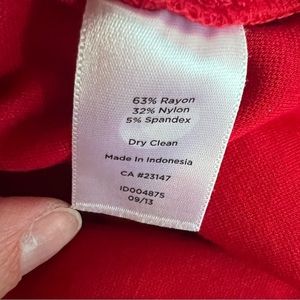 63% Rayon
32% Nylon
5% Spandex
Dry Clean
Made In Indonesia
CA #23147
ID004875
09/13